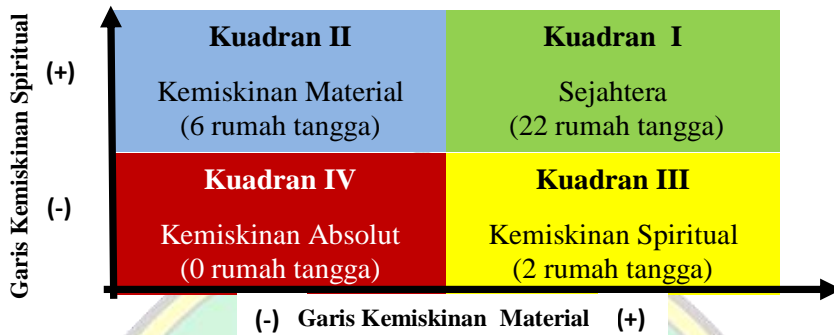 Garis Kemiskinan Spiritual
(+)
(-)
Kuadran II
Kemiskinan Material
(6 rumah tangga)
Kuadran I
Sejahtera
(22 rumah tangga)
Kuadran IV
Kemiskinan Absolut
(0 rumah tangga)
Kuadran III
Kemiskinan Spiritual
(2 rumah tangga)
(-) Garis Kemiskinan Material (+)